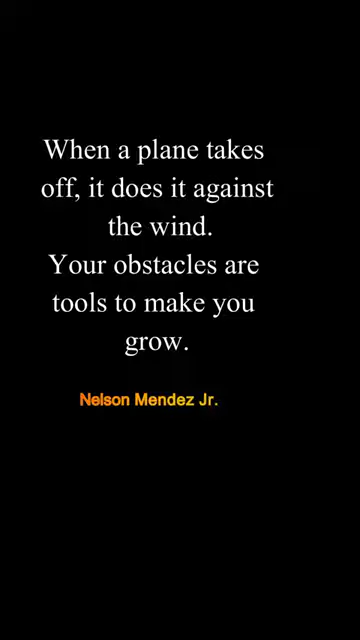 When a plane takes
off, it does it against
the wind.
Your obstacles are
tools to make you
grow.
Nelson Mendez Jr.